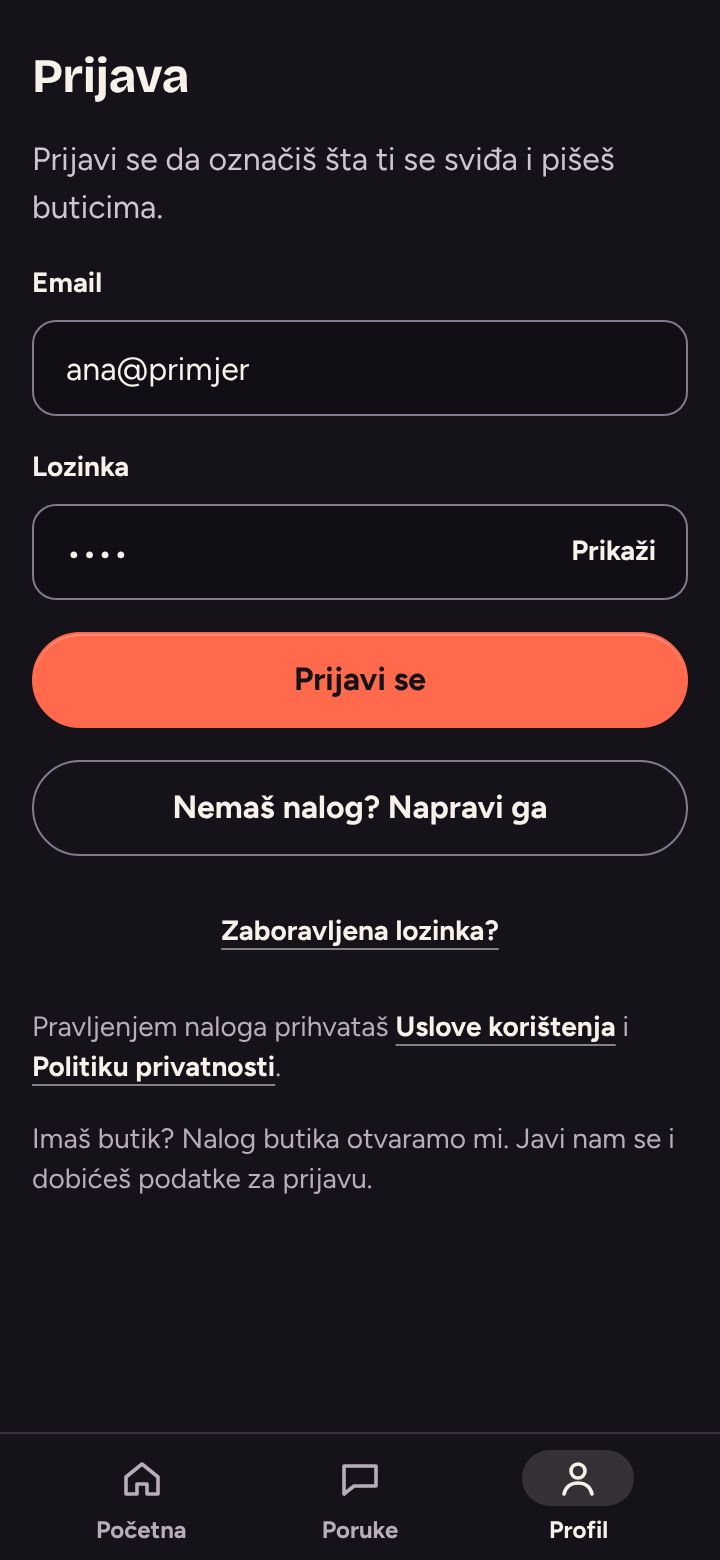 Prijava
Prijavi se da označiš šta ti se sviđa i pišeš
buticima.
Email
ana@primjer
Lozinka
••••
Prikaži
Prijavi se
Nemaš nalog? Napravi ga
Zaboravljena lozinka?
Pravljenjem naloga prihvataš Uslove korištenja i
Politiku privatnosti.
Imaš butik? Nalog butika otvaramo mi. Javi nam se i
dobićeš podatke za prijavu.
Početna
Poruke
Profil